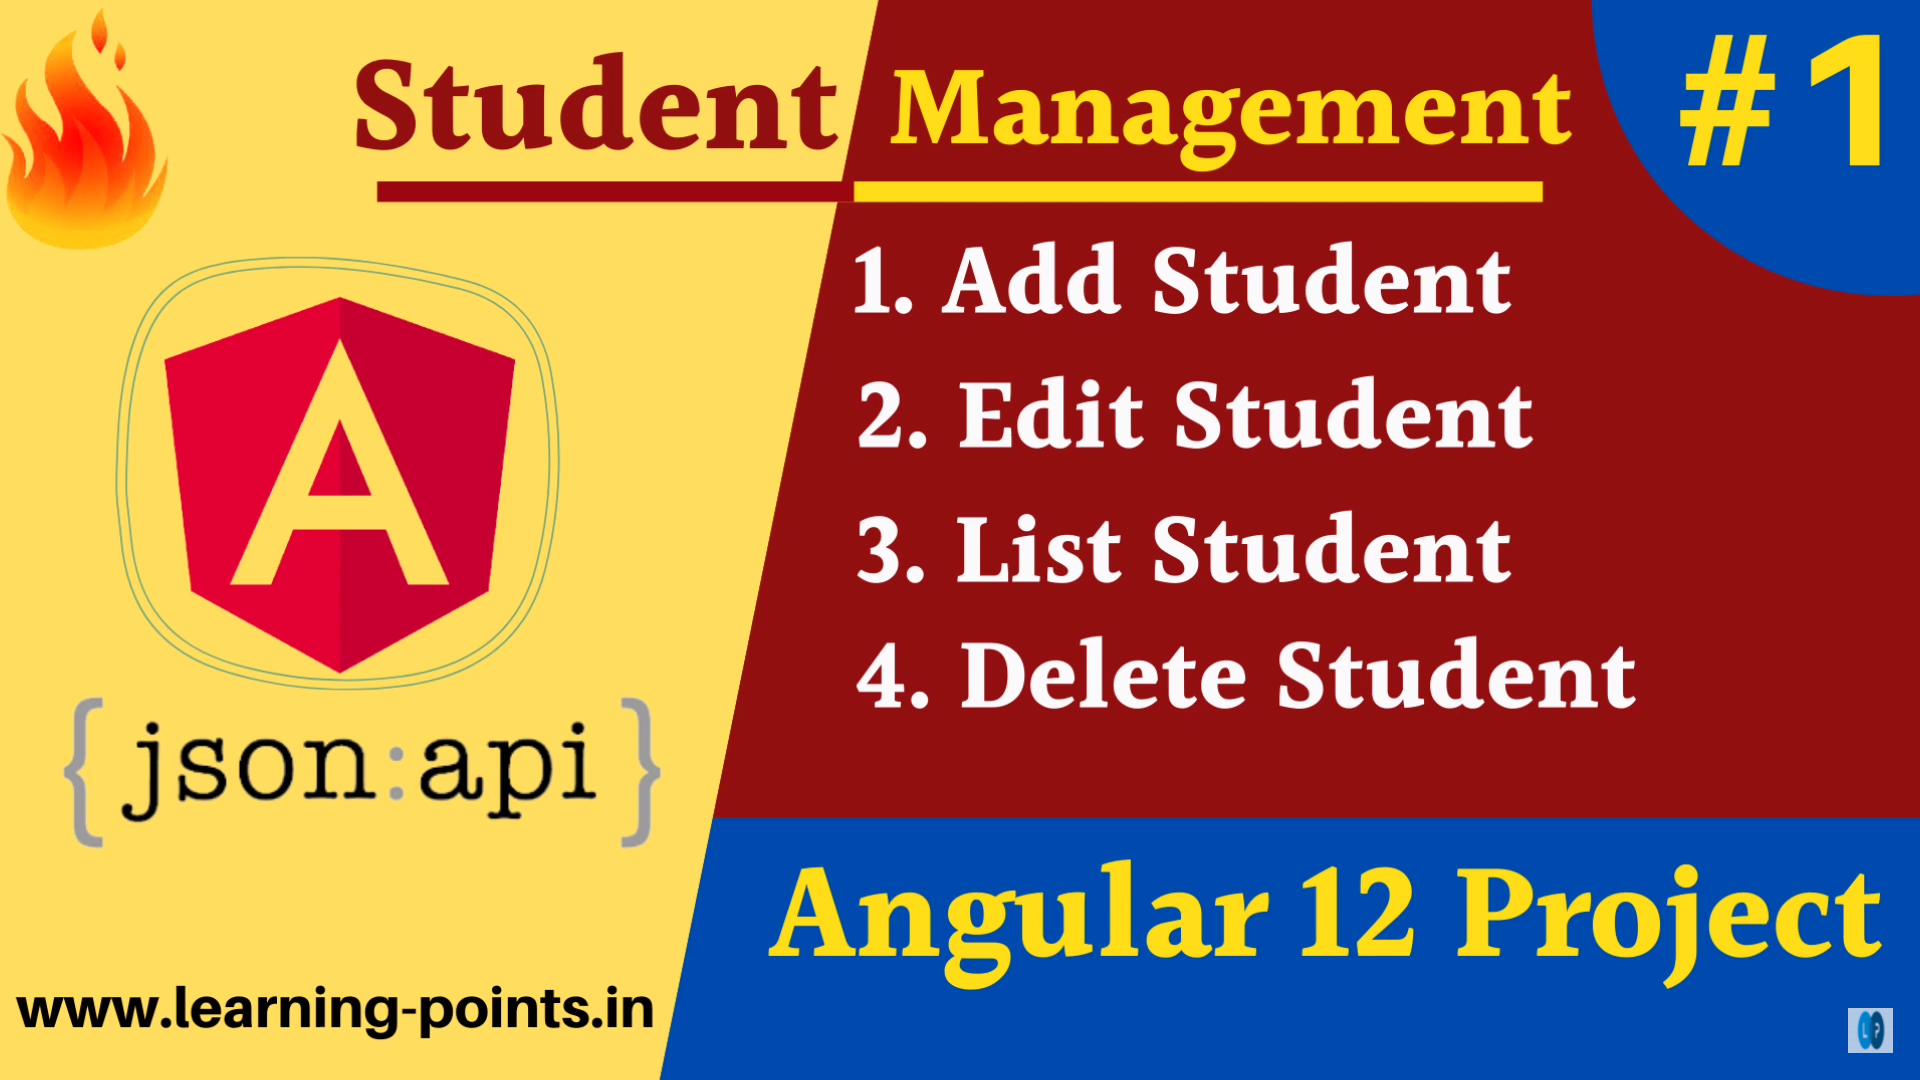 Student Management
#1
1. Add Student
2. Edit Student
3. List Student
4. Delete Student
A
{json:api}
Angular 12 Project
www.learning-points.in
LP